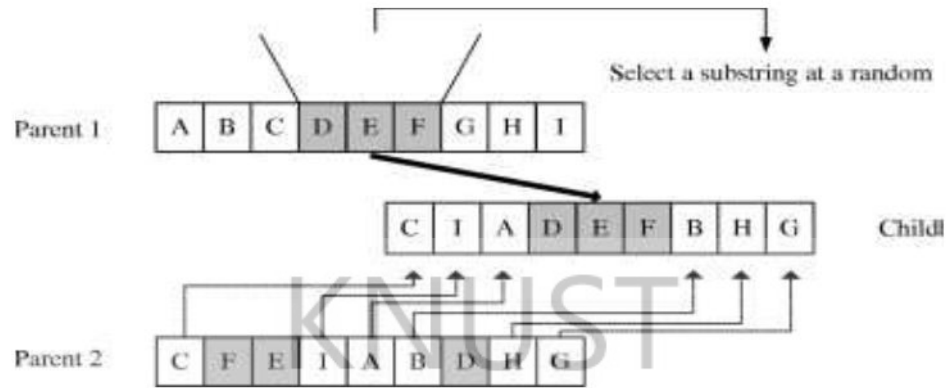 Select a substring at a random
Parent 1 A B C D E F G H I
C I A D E F B H G Childl
KNUST
Parent 2 C F E I A B D H G